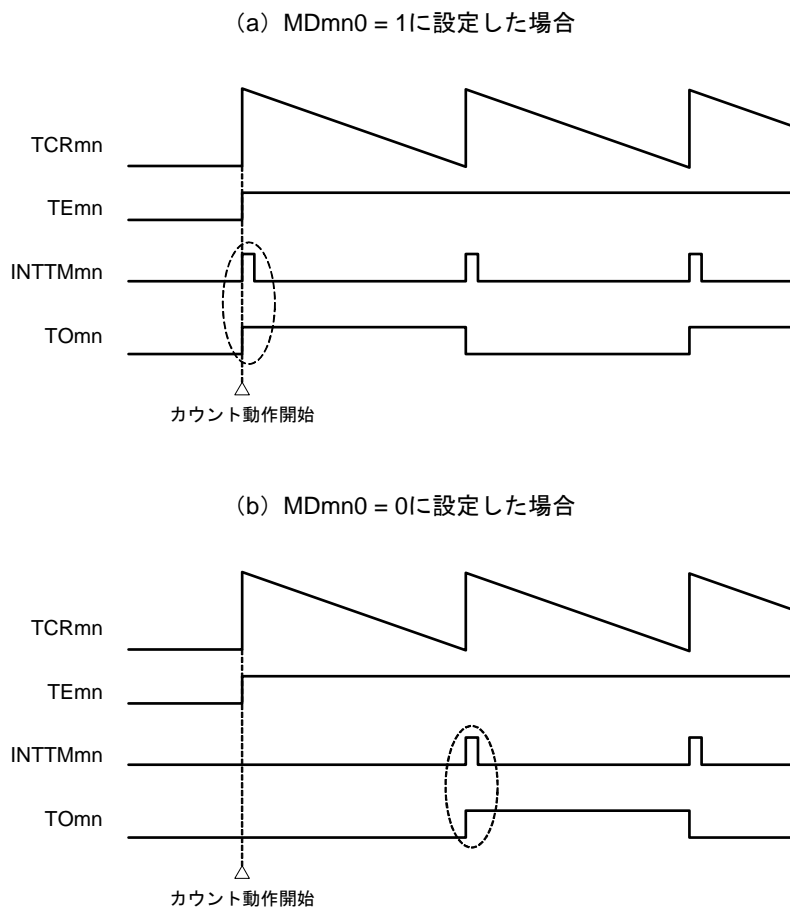 （a）MDmn0 = 1に設定した場合
TCRmn
TEmn
INTTMmn
TOmn
カウント動作開始
（b）MDmn0 = 0に設定した場合
TCRmn
TEmn
INTTMmn
TOmn
カウント動作開始